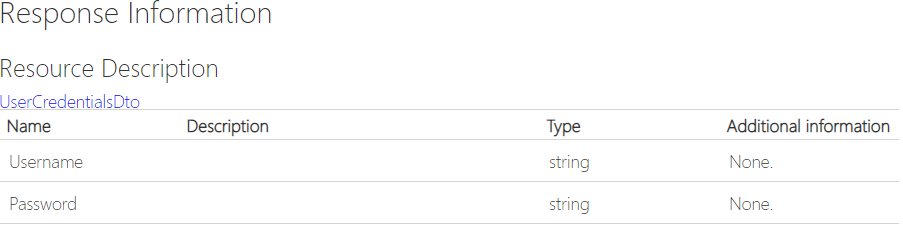 Response Information
Resource Description
UserCredentialsDto
Name Description Type Additional information
Username string None.
Password string None.